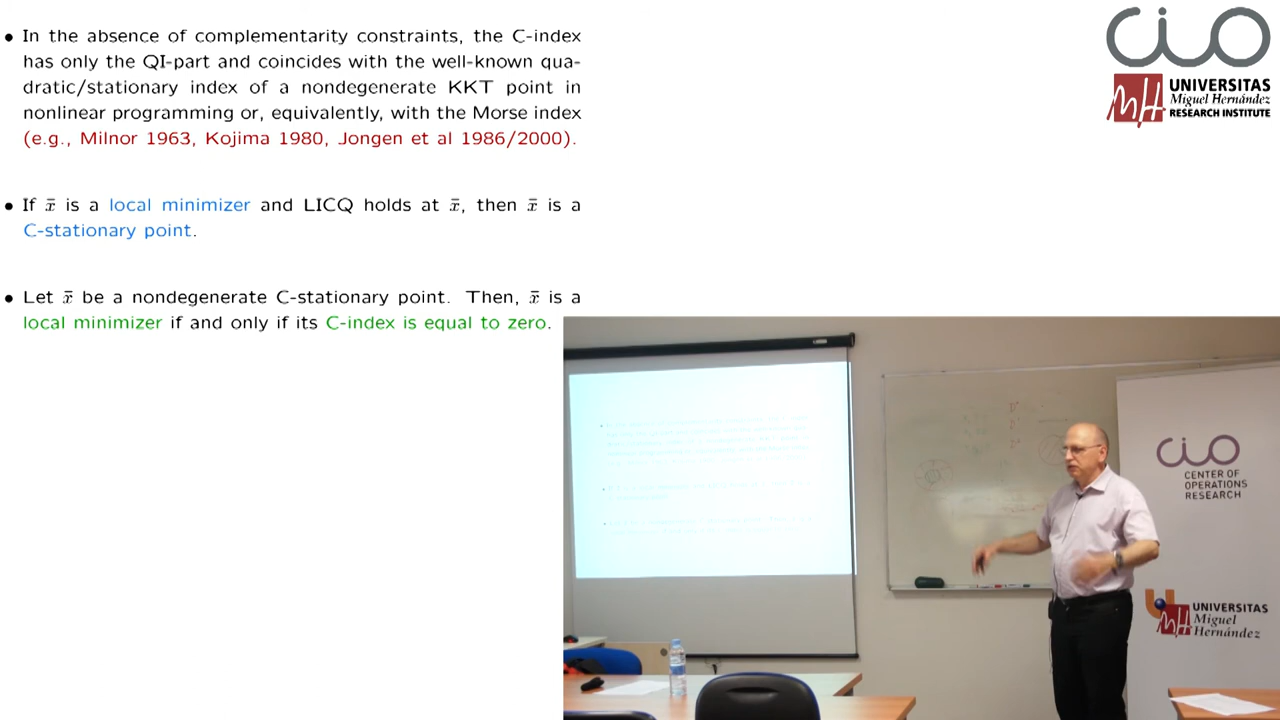 • In the absence of complementarity constraints, the C-index
has only the QI-part and coincides with the well-known qua-
dratic/stationary index of a nondegenerate KKT point in
nonlinear programming or, equivalently, with the Morse index
(e.g., Milnor 1963, Kojima 1980, Jongen et al 1986/2000).
• If x̄ is a local minimizer and LICQ holds at x̄, then x̄ is a
C-stationary point.
• Let x̄ be a nondegenerate C-stationary point. Then, x̄ is a
local minimizer if and only if its C-index is equal to zero.
CIO
UNIVERSITAS
Miguel Hernández
RESEARCH INSTITUTE
CIO
CENTER OF
OPERATIONS
RESEARCH
UNIVERSITAS
Miguel
Hernández